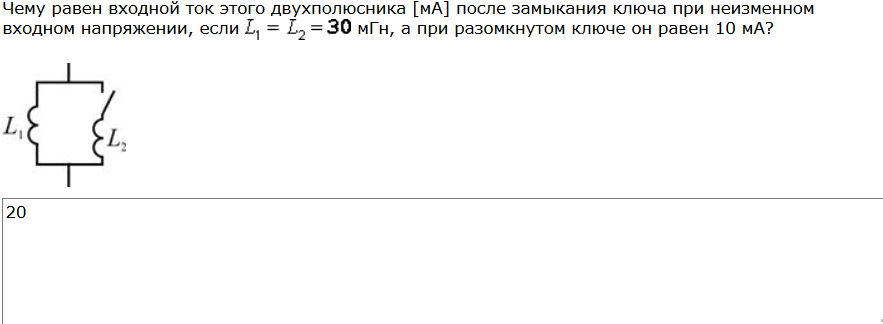 Чему равен входной ток этого двухполюсника [мА] после замыкания ключа при неизменном
входном напряжении, если L₁ = L₂ = 30 мГн, а при разомкнутом ключе он равен 10 мА?
L₁
L₂
20